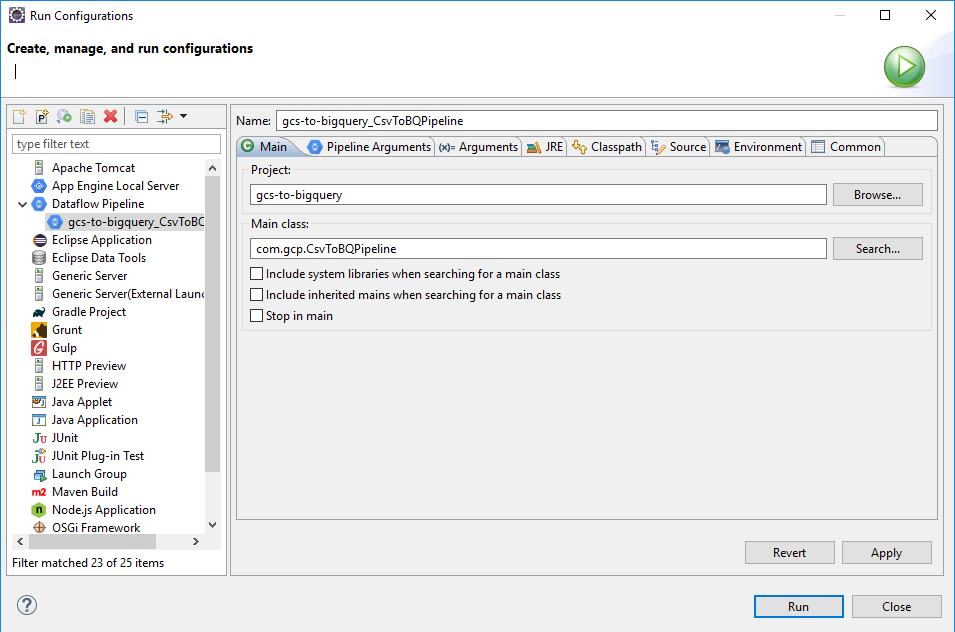 Run Configurations
Create, manage, and run configurations
type filter text
Apache Tomcat
App Engine Local Server
Dataflow Pipeline
gcs-to-bigquery_CsvToBC
Eclipse Application
Eclipse Data Tools
Generic Server
Generic Server(External Launc
Gradle Project
Grunt
Gulp
HTTP Preview
J2EE Preview
Java Applet
Java Application
JUnit
JUnit Plug-in Test
Launch Group
Maven Build
Node.js Application
OSGi Framework
Filter matched 23 of 25 items
Name: gcs-to-bigquery_CsvToBQPipeline
Main Pipeline Arguments (x)= Arguments JRE Classpath Source Environment Common
Project:
gcs-to-bigquery Browse...
Main class:
com.gcp.CsvToBQPipeline Search...
Include system libraries when searching for a main class
Include inherited mains when searching for a main class
Stop in main
Revert Apply
Run Close